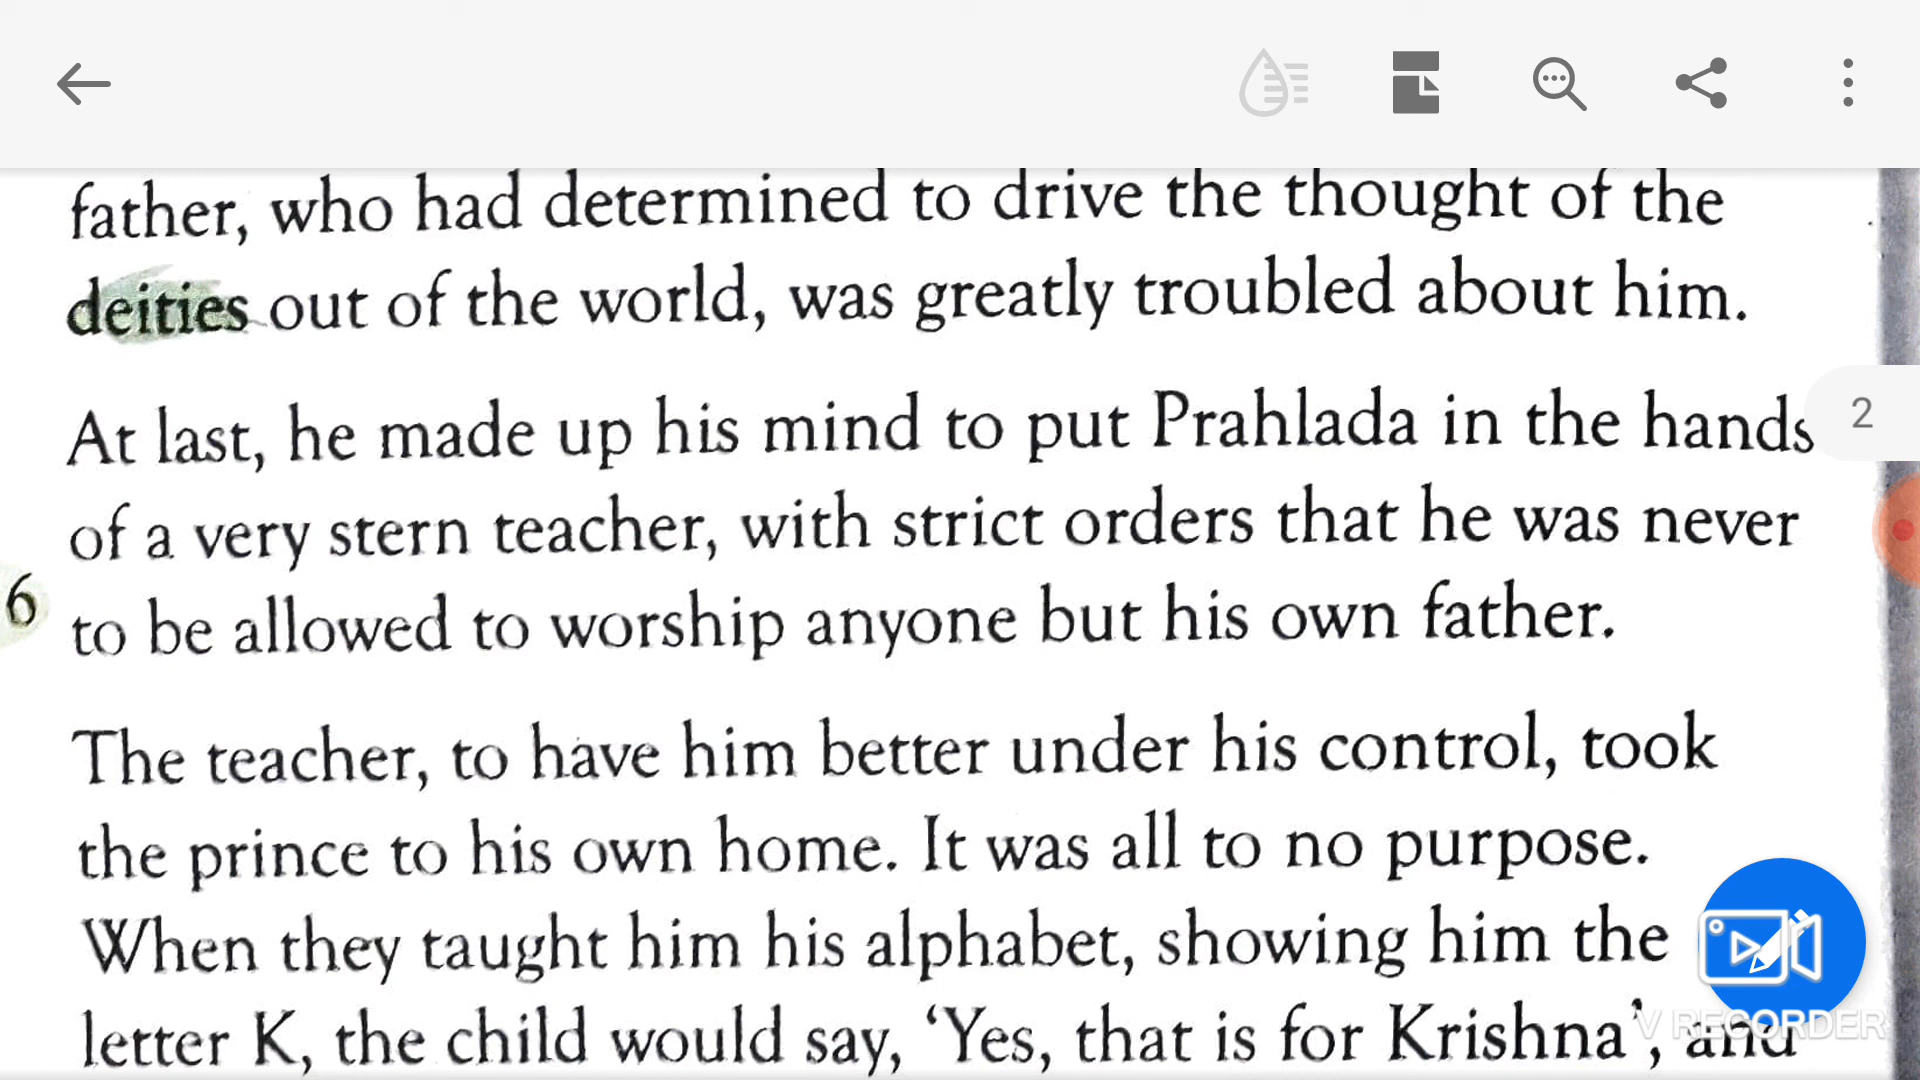 father, who had determined to drive the thought of the
deities out of the world, was greatly troubled about him.
At last, he made up his mind to put Prahlada in the hands
2
of a very stern teacher, with strict orders that he was never
6
to be allowed to worship anyone but his own father.
The teacher, to have him better under his control, took
the prince to his own home. It was all to no purpose.
When they taught him his alphabet, showing him the
letter K, the child would say, ‘Yes, that is for Krishna’, and
V RECORDER